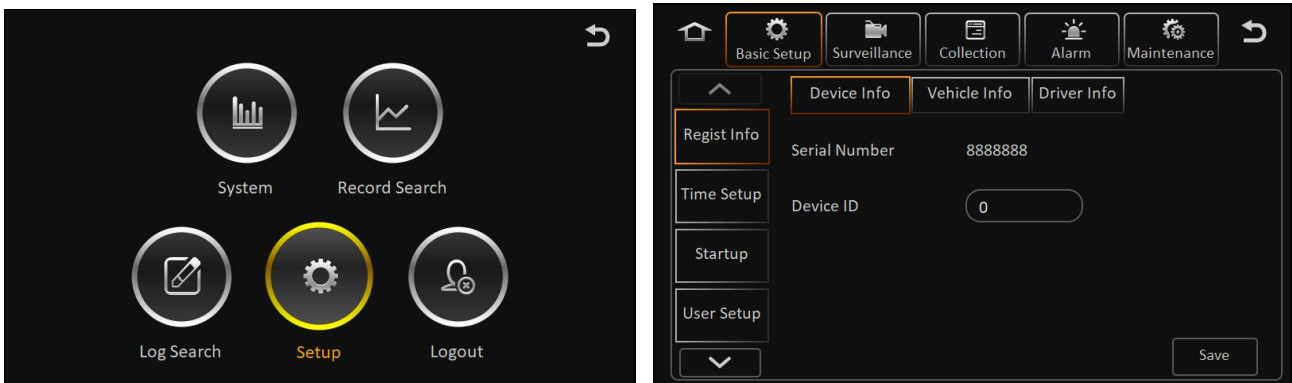 System
Record Search
Log Search
Setup
Logout
Basic Setup
Surveillance
Collection
Alarm
Maintenance
Device Info
Vehicle Info
Driver Info
Regist Info
Serial Number
8888888
Time Setup
Device ID
0
Startup
User Setup
Save